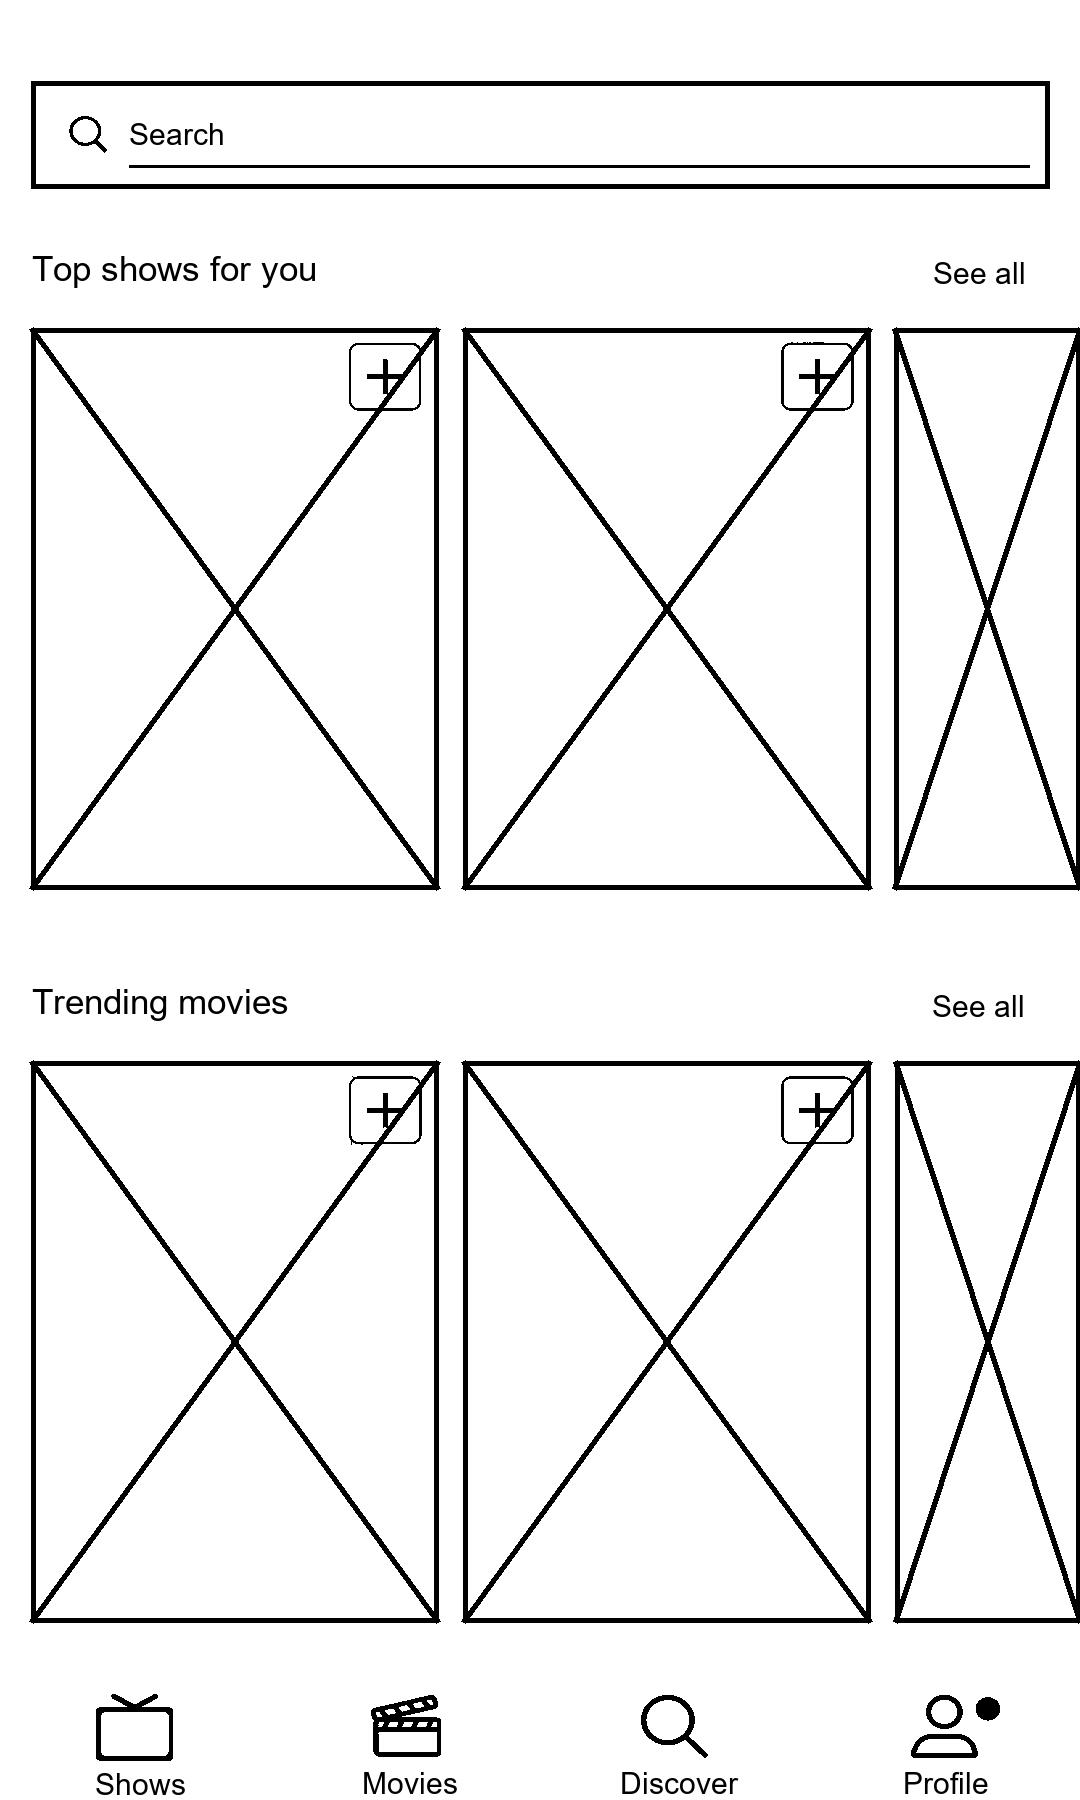 Search
Top shows for you
See all
Trending movies
See all
Shows
Movies
Discover
Profile